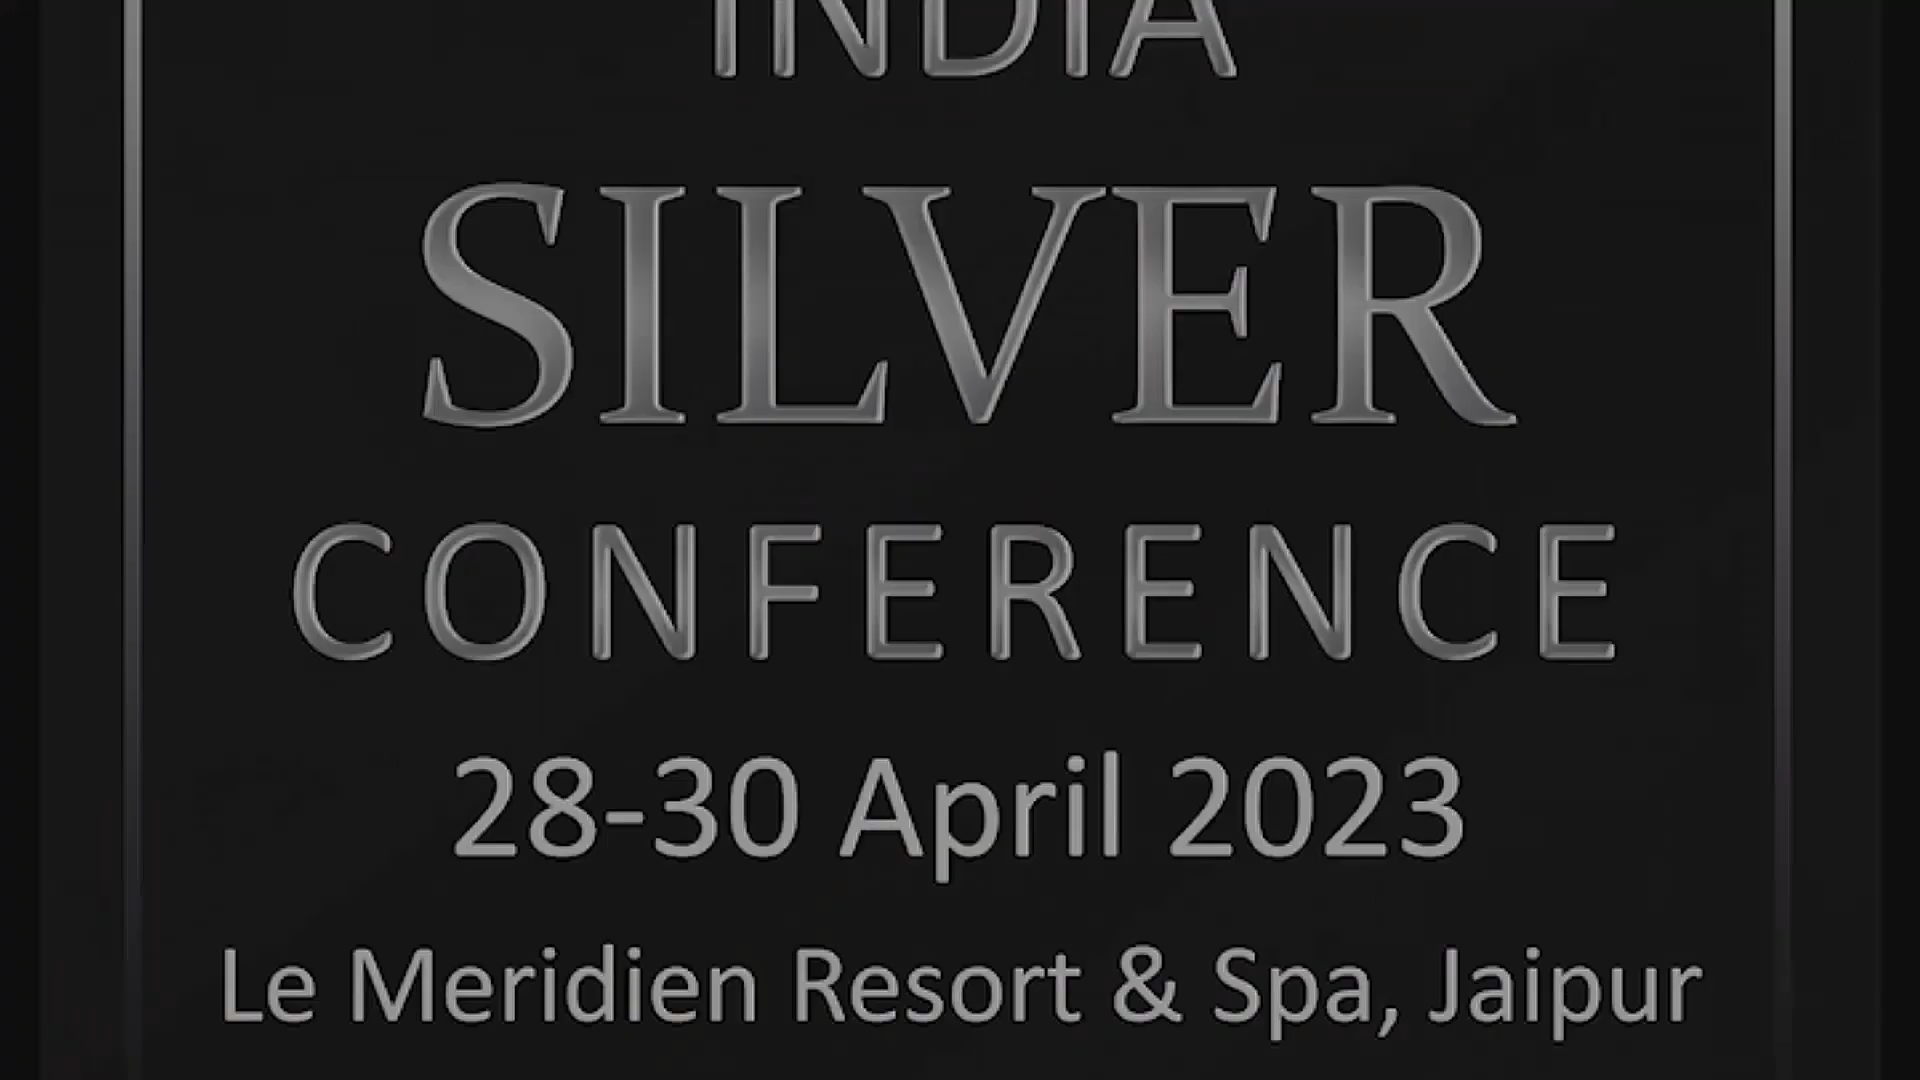 INDIA
SILVER
CONFERENCE
28-30 April 2023
Le Meridien Resort & Spa, Jaipur